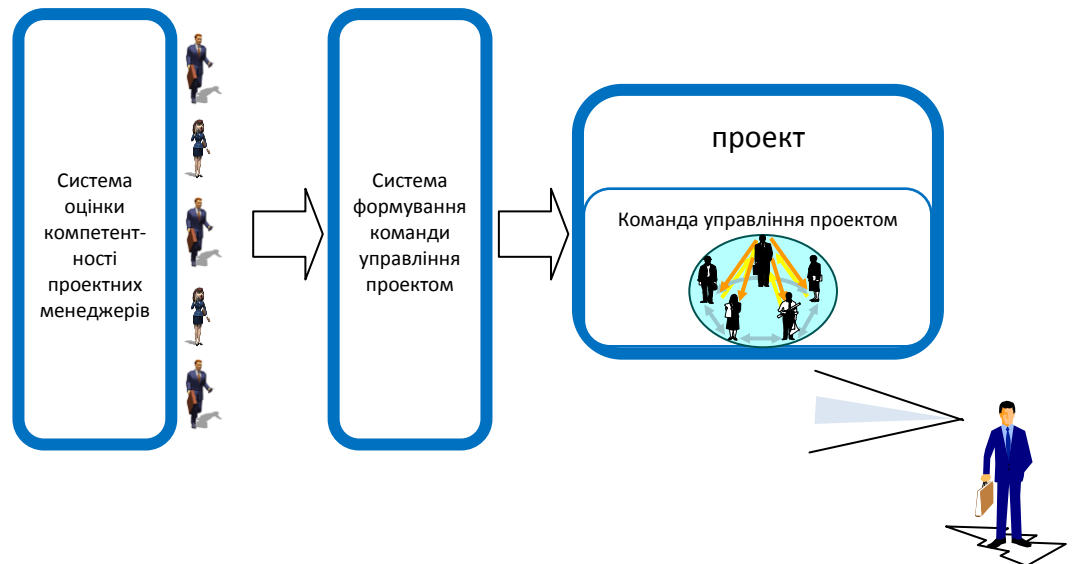 Система
оцінки
компетент-
ності
проектних
менеджерів
Система
формування
команди
управління
проектом
проект
Команда управління проектом